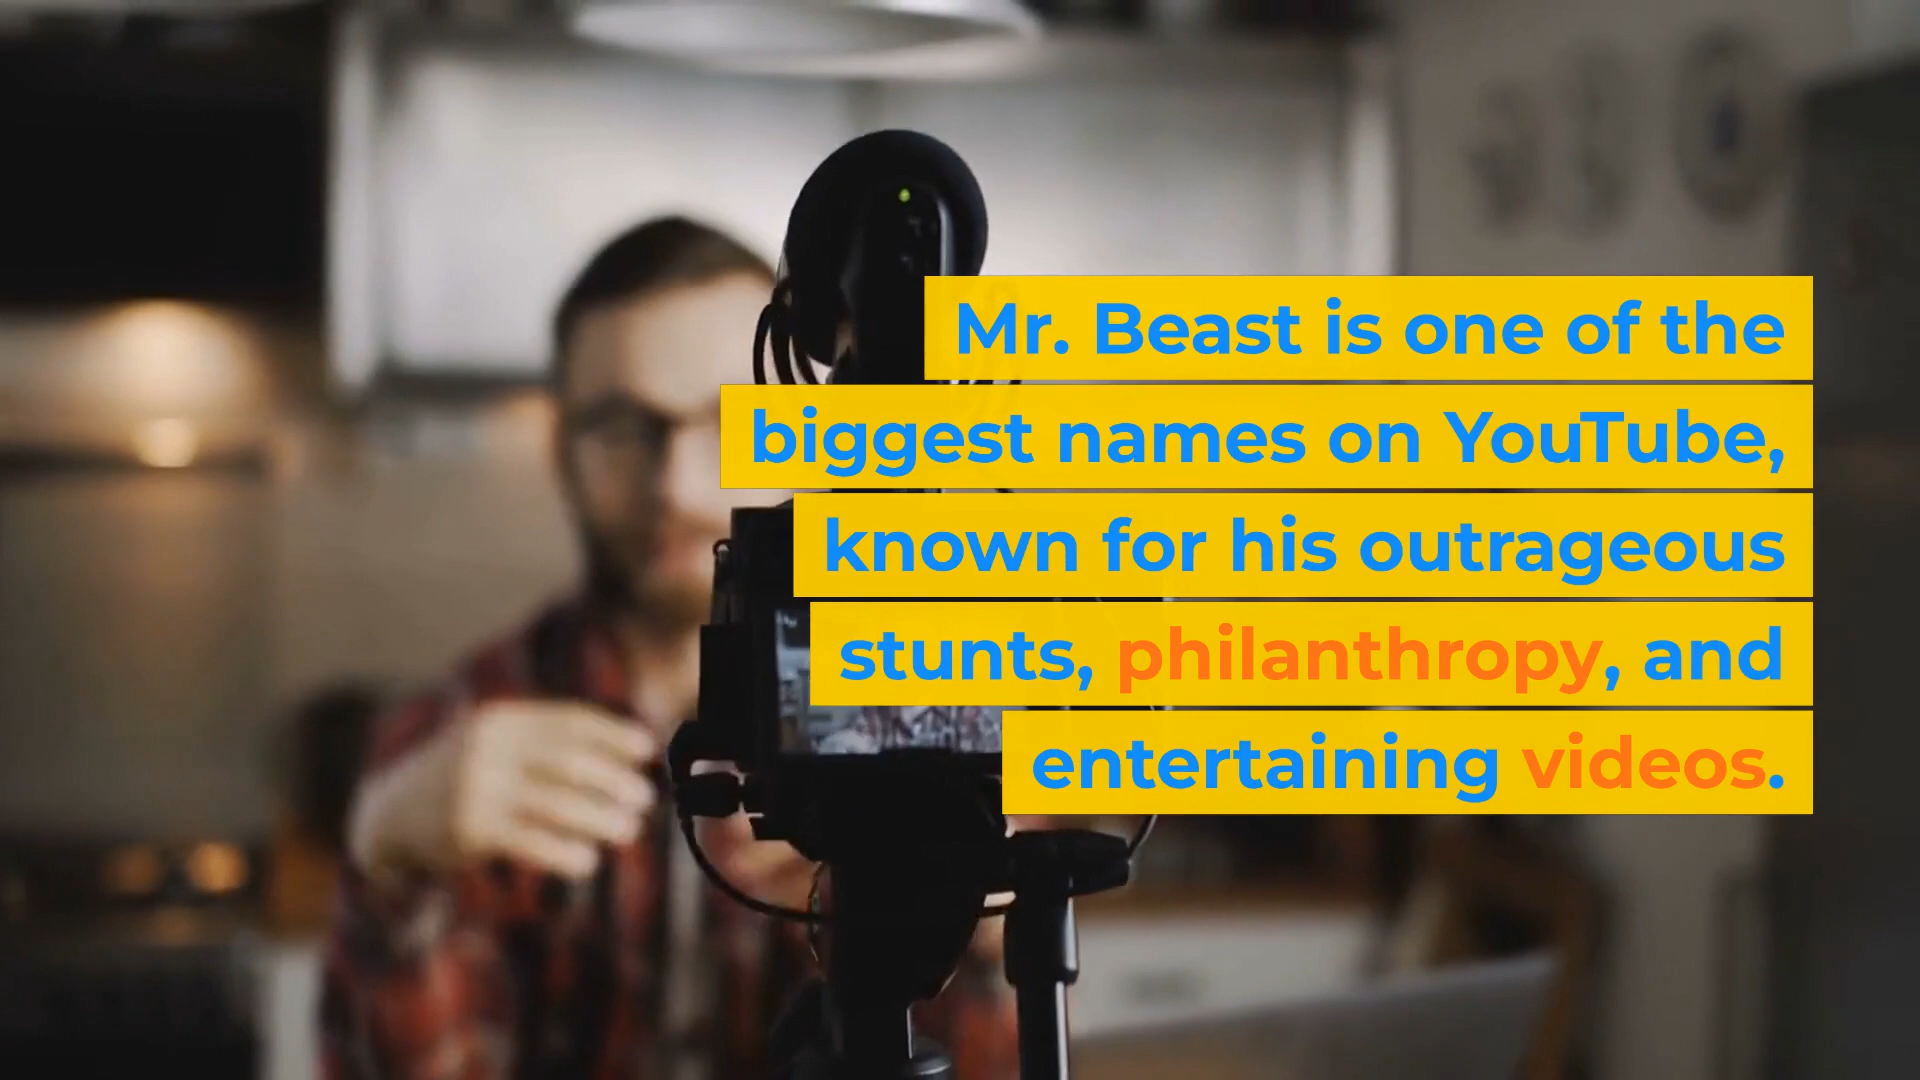 Mr. Beast is one of the
biggest names on YouTube,
known for his outrageous
stunts, philanthropy, and
entertaining videos.